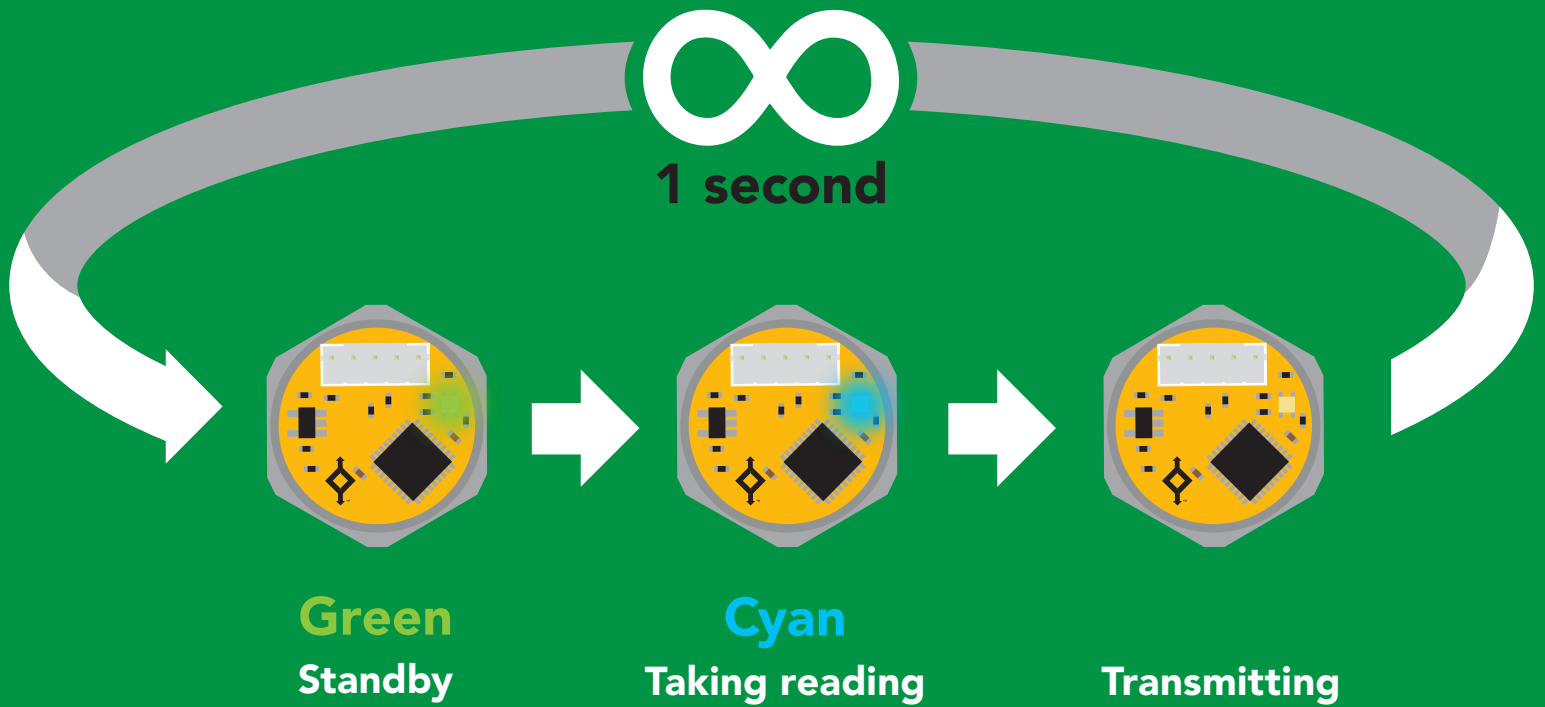 1 second
Green
Cyan
Standby
Taking reading
Transmitting